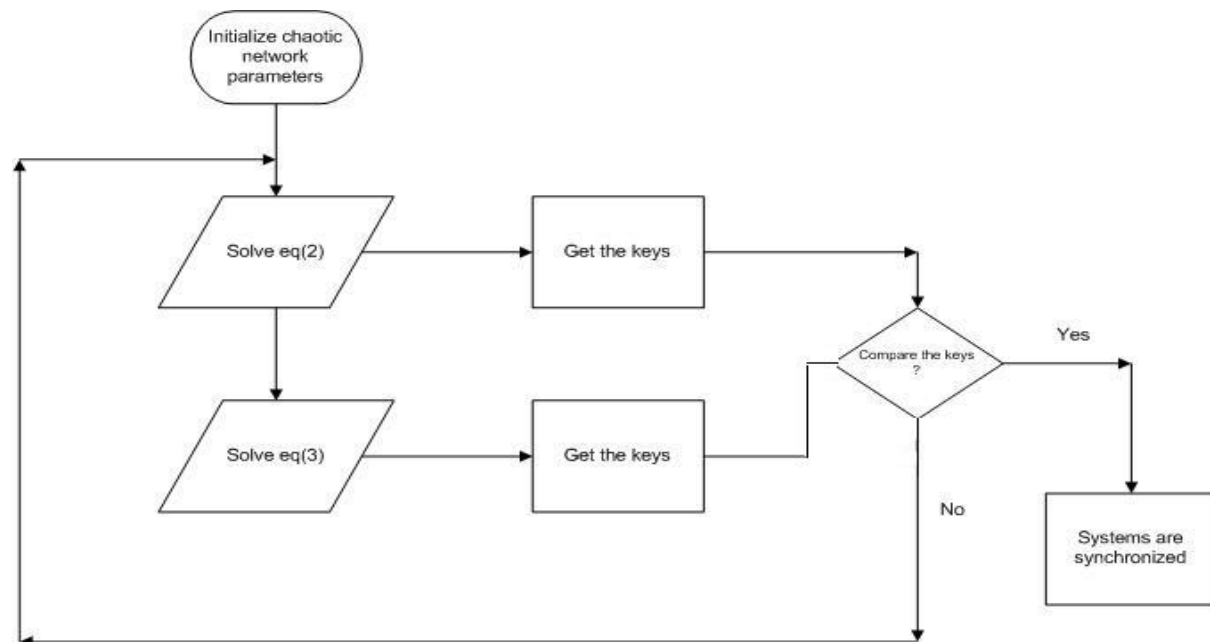 Initialize chaotic
network
parameters
Solve eq(2)
Get the keys
Compare the keys
?
Yes
Solve eq(3)
Get the keys
No
Systems are
synchronized